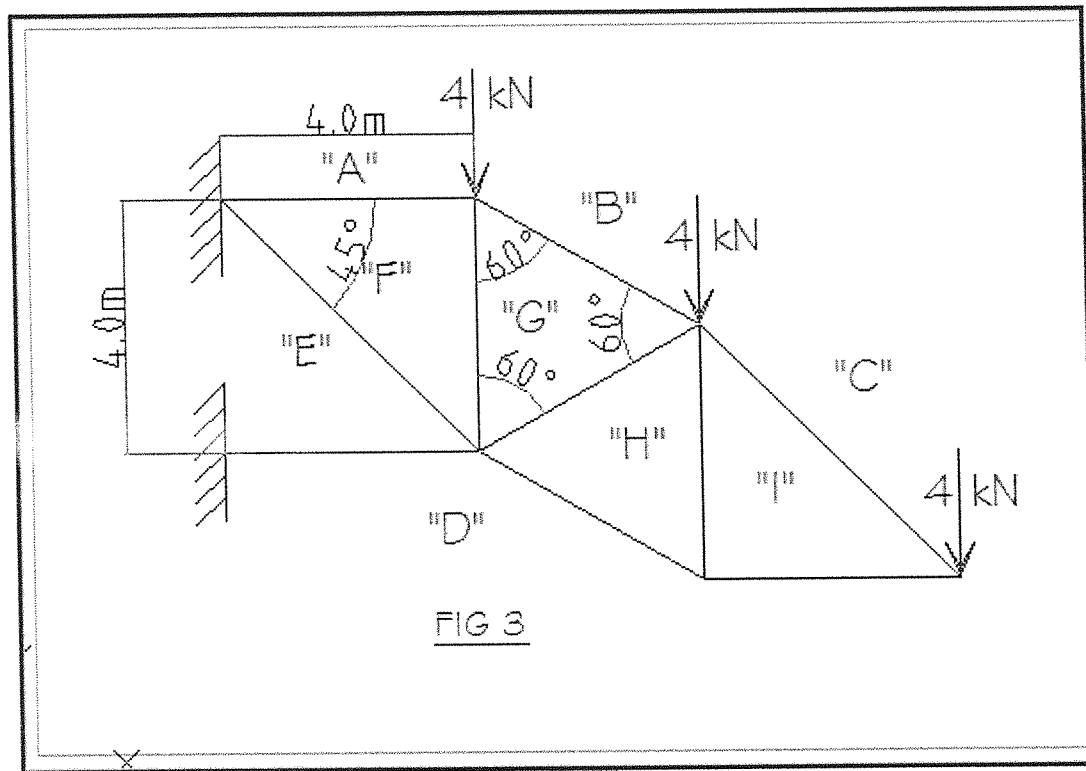 4 kN
4.0m
"A"
"B"
4 kN
45°
"F"
60°
4.0m
"G"
60°
"E"
60°
"C"
"H"
"I"
4 kN
"D"
FIG 3